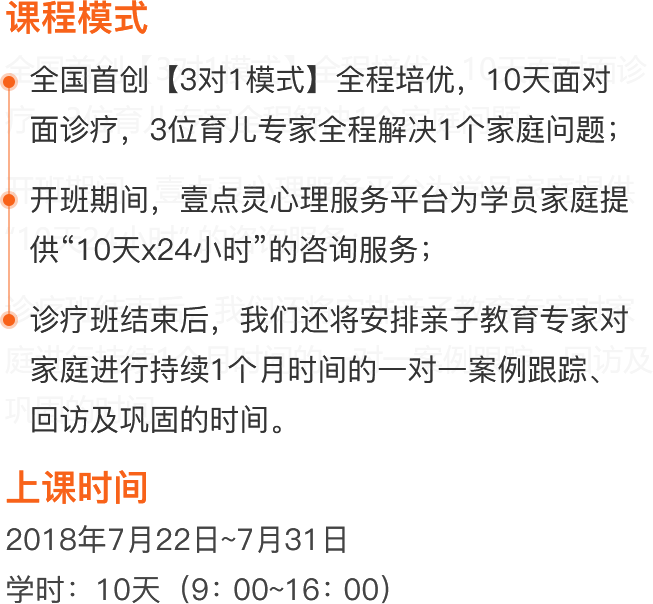 课程模式
全国首创【3对1模式】全程培优，10天面对
面诊疗，3位育儿专家全程解决1个家庭问题；
开班期间，壹点灵心理服务平台为学员家庭提
供“10天x24小时”的咨询服务；
诊疗班结束后，我们还将安排亲子教育专家对
家庭进行持续1个月时间的一对一案例跟踪、
回访及巩固的时间。
上课时间
2018年7月22日~7月31日
学时：10天（9：00~16：00）